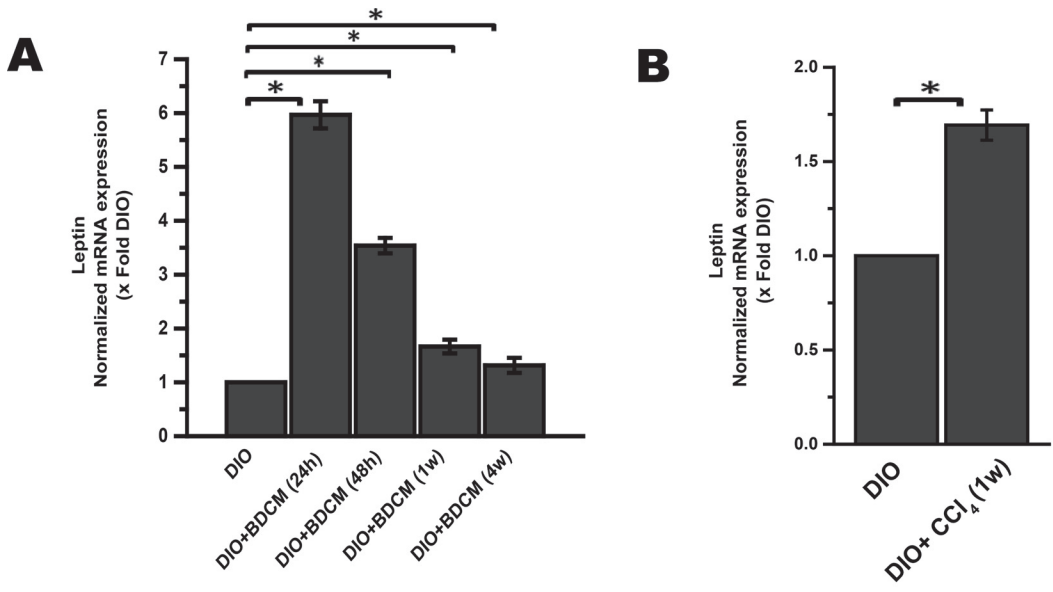 A
*
*
*
*
Leptin
Normalized mRNA expression
(x Fold DIO)
7
6
5
4
3
2
1
0
DIO
DIO+BDCM (24h)
DIO+BDCM (48h)
DIO+BDCM (1w)
DIO+BDCM (4w)
B
*
Leptin
Normalized mRNA expression
(x Fold DIO)
2.0
1.5
1.0
0.5
0.0
DIO
DIO+ CCl₄ (1w)